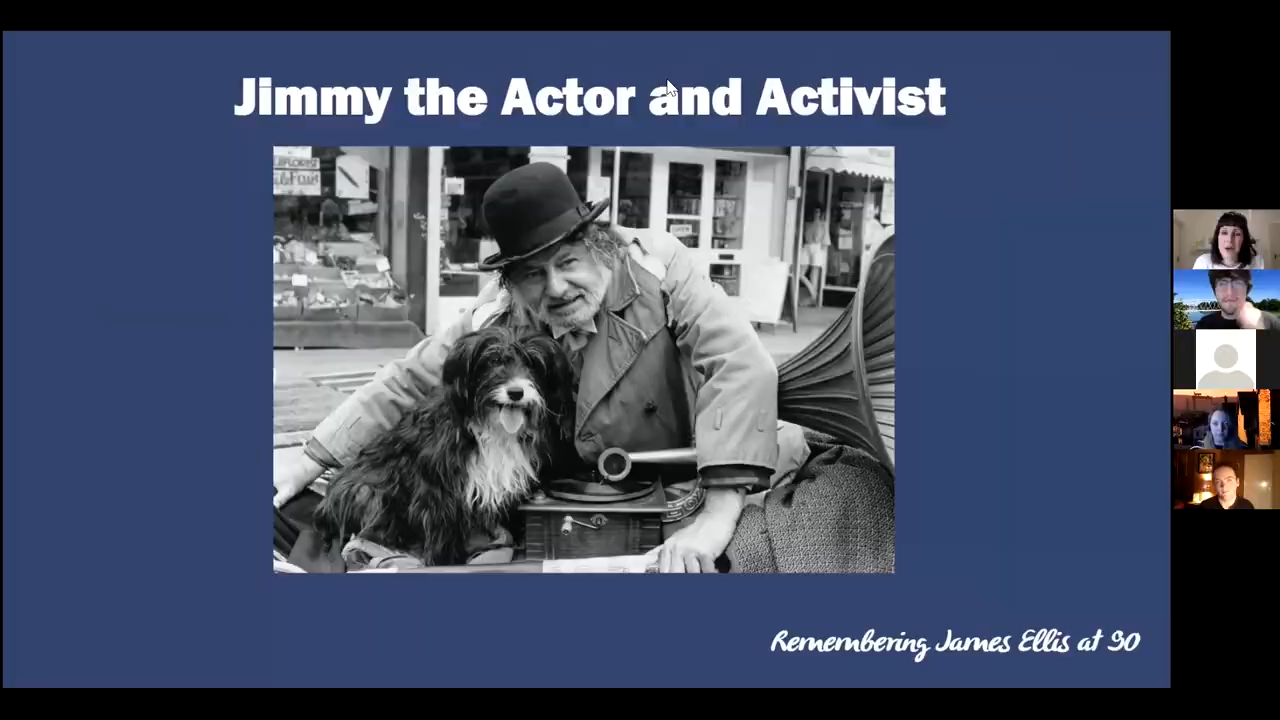 Jimmy the Actor and Activist
Remembering James Ellis at 90